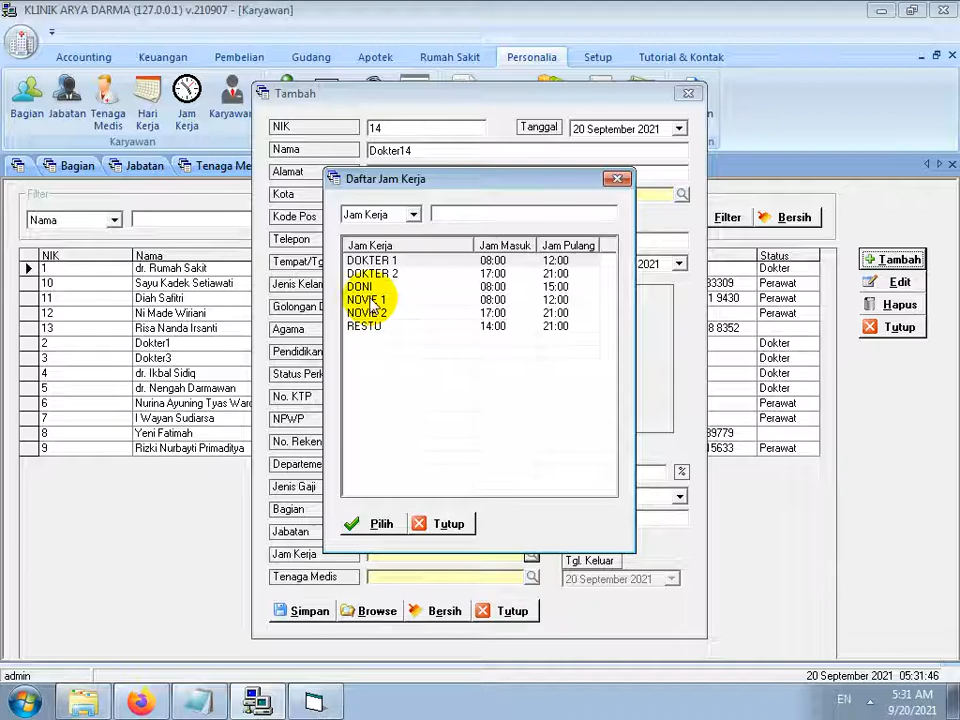 KLINIK ARYA DARMA (127.0.0.1) v.210907 - [Karyawan]
Accounting Keuangan Pembelian Gudang Apotek Rumah Sakit Personalia Setup Tutorial & Kontak
Bagian Jabatan Tenaga Medis Hari Kerja Jam Kerja Karyawan
Karyawan
Bagian Jabatan Tenaga Me
Tambah
NIK 14 Tanggal 20 September 2021
Nama Dokter14
Alamat
Kota
Kode Pos
Telepon
Tempat/Tg 2021
Jenis Kelam
Golongan D
Agama
Pendidikan
Status Perk
No. KTP
NPWP
No. Reken
Departeme
Jenis Gaji
Bagian
Jabatan
Jam Kerja
Tenaga Medis
%
Tgl. Keluar
20 September 2021
Simpan Browse Bersih Tutup
Daftar Jam Kerja
Jam Kerja
Jam Kerja Jam Masuk Jam Pulang
DOKTER 1 08:00 12:00
DOKTER 2 17:00 21:00
DONI 08:00 15:00
NOVIE 1 08:00 12:00
NOVIE 2 17:00 21:00
RESTU 14:00 21:00
Pilih Tutup
Filter
Nama
Filter Bersih
NIK Nama Status
1 dr. Rumah Sakit Dokter
10 Sayu Kadek Setiawati 83309 Perawat
11 Diah Safitri 1 9430 Perawat
12 Ni Made Wiriani Perawat
13 Risa Nanda Irsanti 8 8352
2 Dokter1 Dokter
3 Dokter3 Dokter
4 dr. Ikbal Sidiq Dokter
5 dr. Nengah Darmawan Dokter
6 Nurina Ayuning Tyas Ward Perawat
7 I Wayan Sudiarsa Perawat
8 Yeni Fatimah 89779
9 Rizki Nurbayti Primaditya 15633 Perawat
Tambah
Edit
Hapus
Tutup
admin 20 September 2021 05:31:46
EN 5:31 AM
9/20/2021